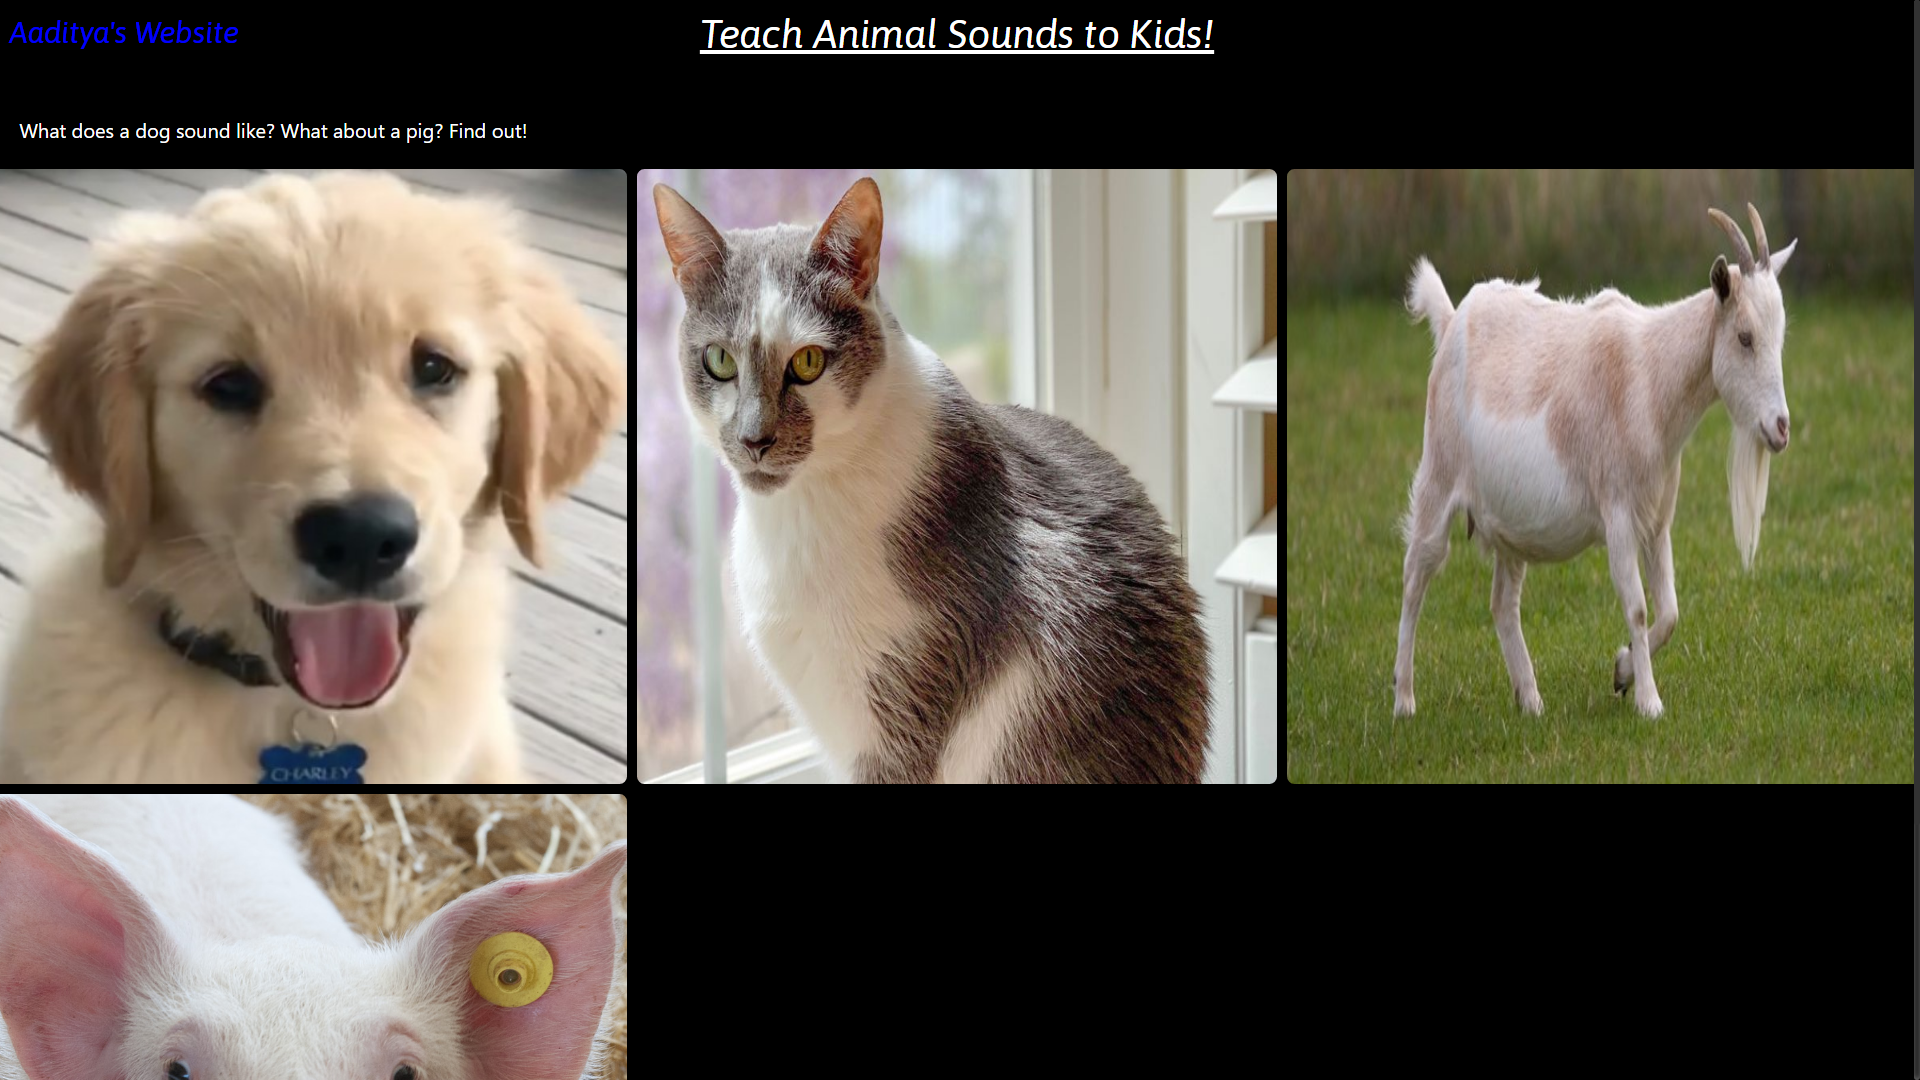 Aaditya's Website
Teach Animal Sounds to Kids!
What does a dog sound like? What about a pig? Find out!
CHARLEY